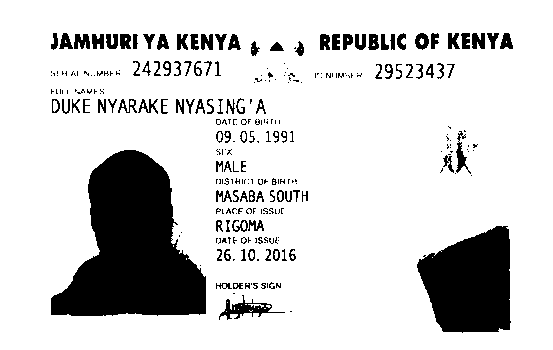 JAMHURI YA KENYA REPUBLIC OF KENYA
SERIAL NUMBER 242937671 ID NUMBER 29523437
FULL NAMES
DUKE NYARAKE NYASING'A
DATE OF BIRTH
09.05.1991
SEX
MALE
DISTRICT OF BIRTH
MASABA SOUTH
PLACE OF ISSUE
RIGOMA
DATE OF ISSUE
26.10.2016
HOLDER'S SIGN